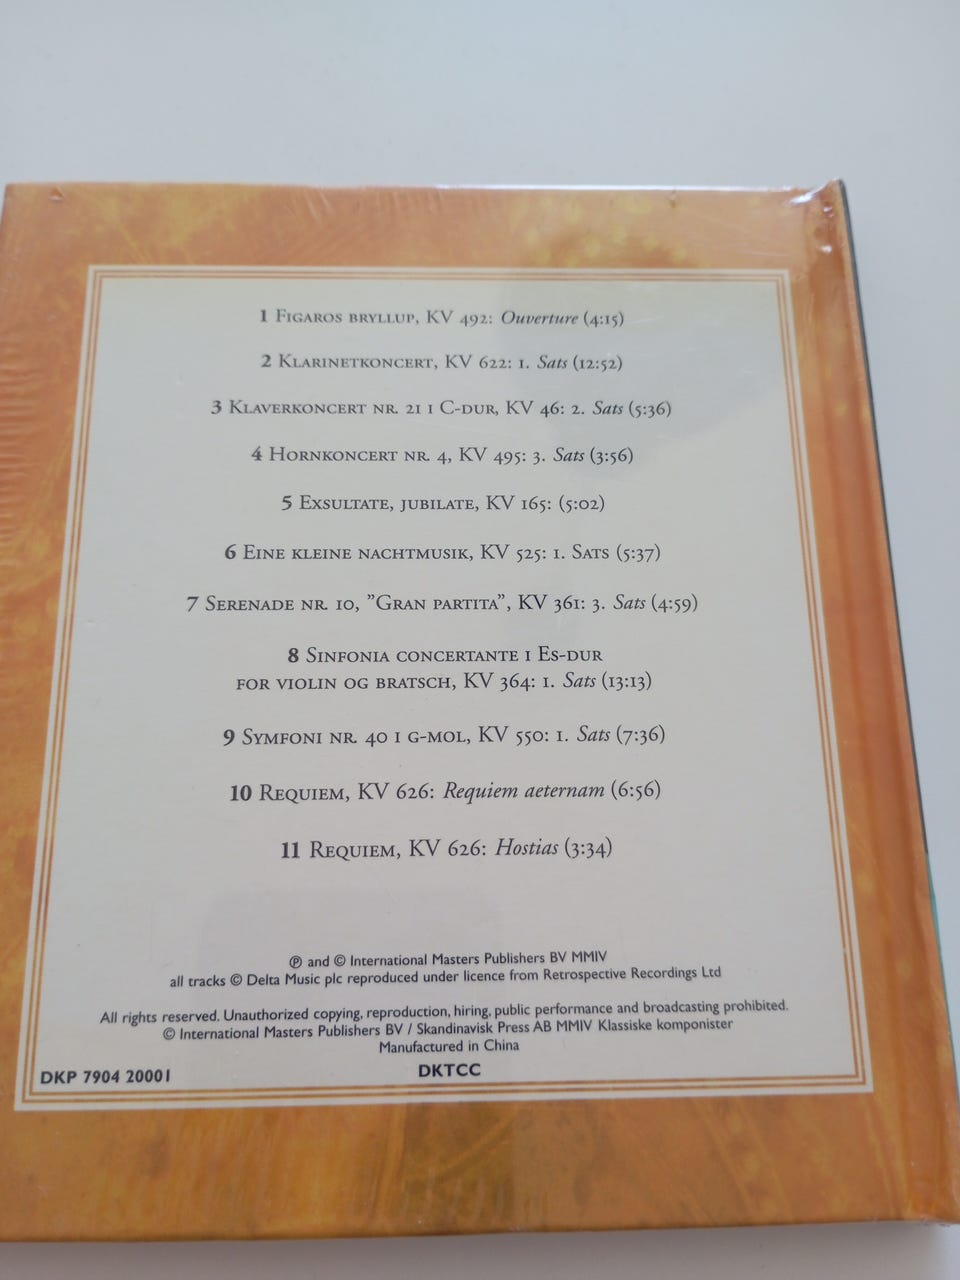 1 Figaros bryllup, KV 492: Ouverture (4:15)
2 Klarinetkoncert, KV 622: 1. Sats (12:52)
3 Klaverkoncert nr. 21 i C-dur, KV 46: 2. Sats (5:36)
4 Hornkoncert nr. 4, KV 495: 3. Sats (3:56)
5 Exsultate, jubilate, KV 165: (5:02)
6 Eine kleine nachtmusik, KV 525: 1. Sats (5:37)
7 Serenade nr. 10, ”Gran partita”, KV 361: 3. Sats (4:59)
8 Sinfonia concertante i Es-dur
for violin og bratsch, KV 364: 1. Sats (13:13)
9 Symfoni nr. 40 i g-mol, KV 550: 1. Sats (7:36)
10 Requiem, KV 626: Requiem aeternam (6:56)
11 Requiem, KV 626: Hostias (3:34)
℗ and © International Masters Publishers BV MMIV
all tracks © Delta Music plc reproduced under licence from Retrospective Recordings Ltd
All rights reserved. Unauthorized copying, reproduction, hiring, public performance and broadcasting prohibited.
© International Masters Publishers BV / Skandinavisk Press AB MMIV Klassiske komponister
Manufactured in China
DKP 7904 20001
DKTCC